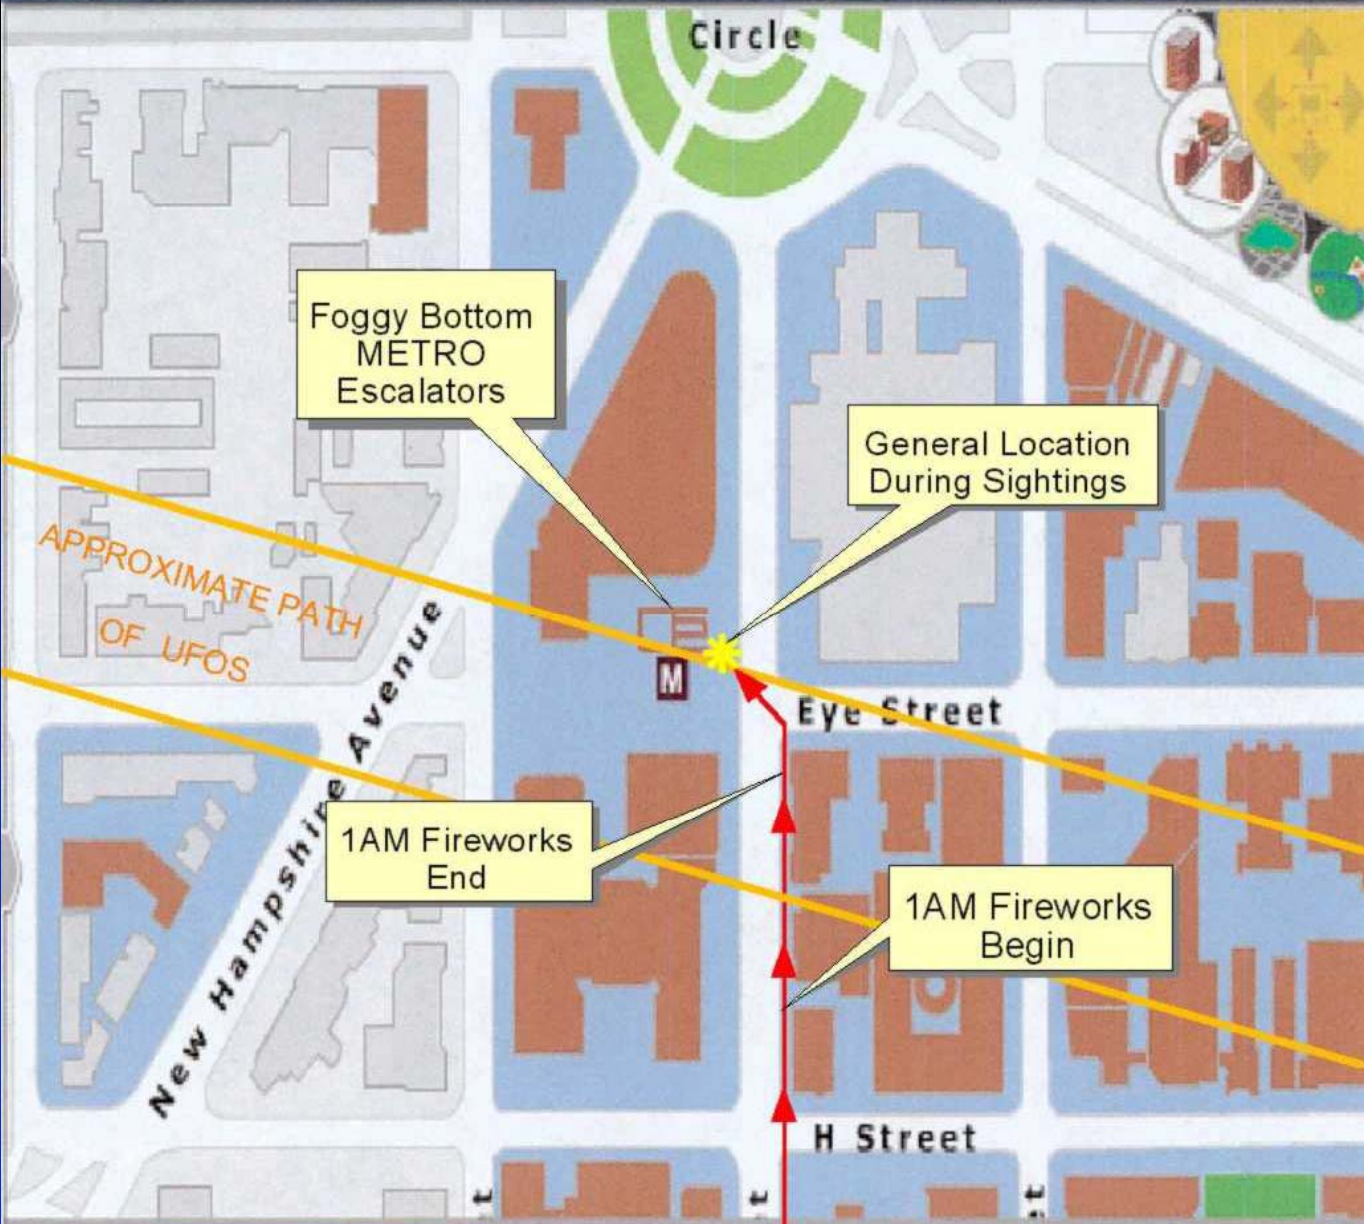 Circle
Foggy Bottom
METRO
Escalators
General Location
During Sightings
APPROXIMATE PATH
OF UFOS
New Hampshire Avenue
M
Eye Street
1AM Fireworks
End
1AM Fireworks
Begin
H Street